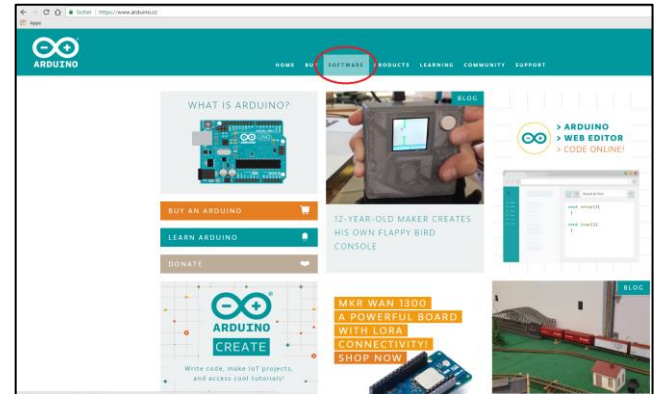 Sicher | https://www.arduino.cc
Apps
ARDUINO
HOME BUY SOFTWARE PRODUCTS LEARNING COMMUNITY SUPPORT
WHAT IS ARDUINO?
BUY AN ARDUINO
LEARN ARDUINO
DONATE
BLOG
12-YEAR-OLD MAKER CREATES
HIS OWN FLAPPY BIRD
CONSOLE
> ARDUINO
> WEB EDITOR
> CODE ONLINE!
ARDUINO
CREATE
Write code, make IoT projects,
and access cool tutorials!
MKR WAN 1300
A POWERFUL BOARD
WITH LORA
CONNECTIVITY!
SHOP NOW
BLOG